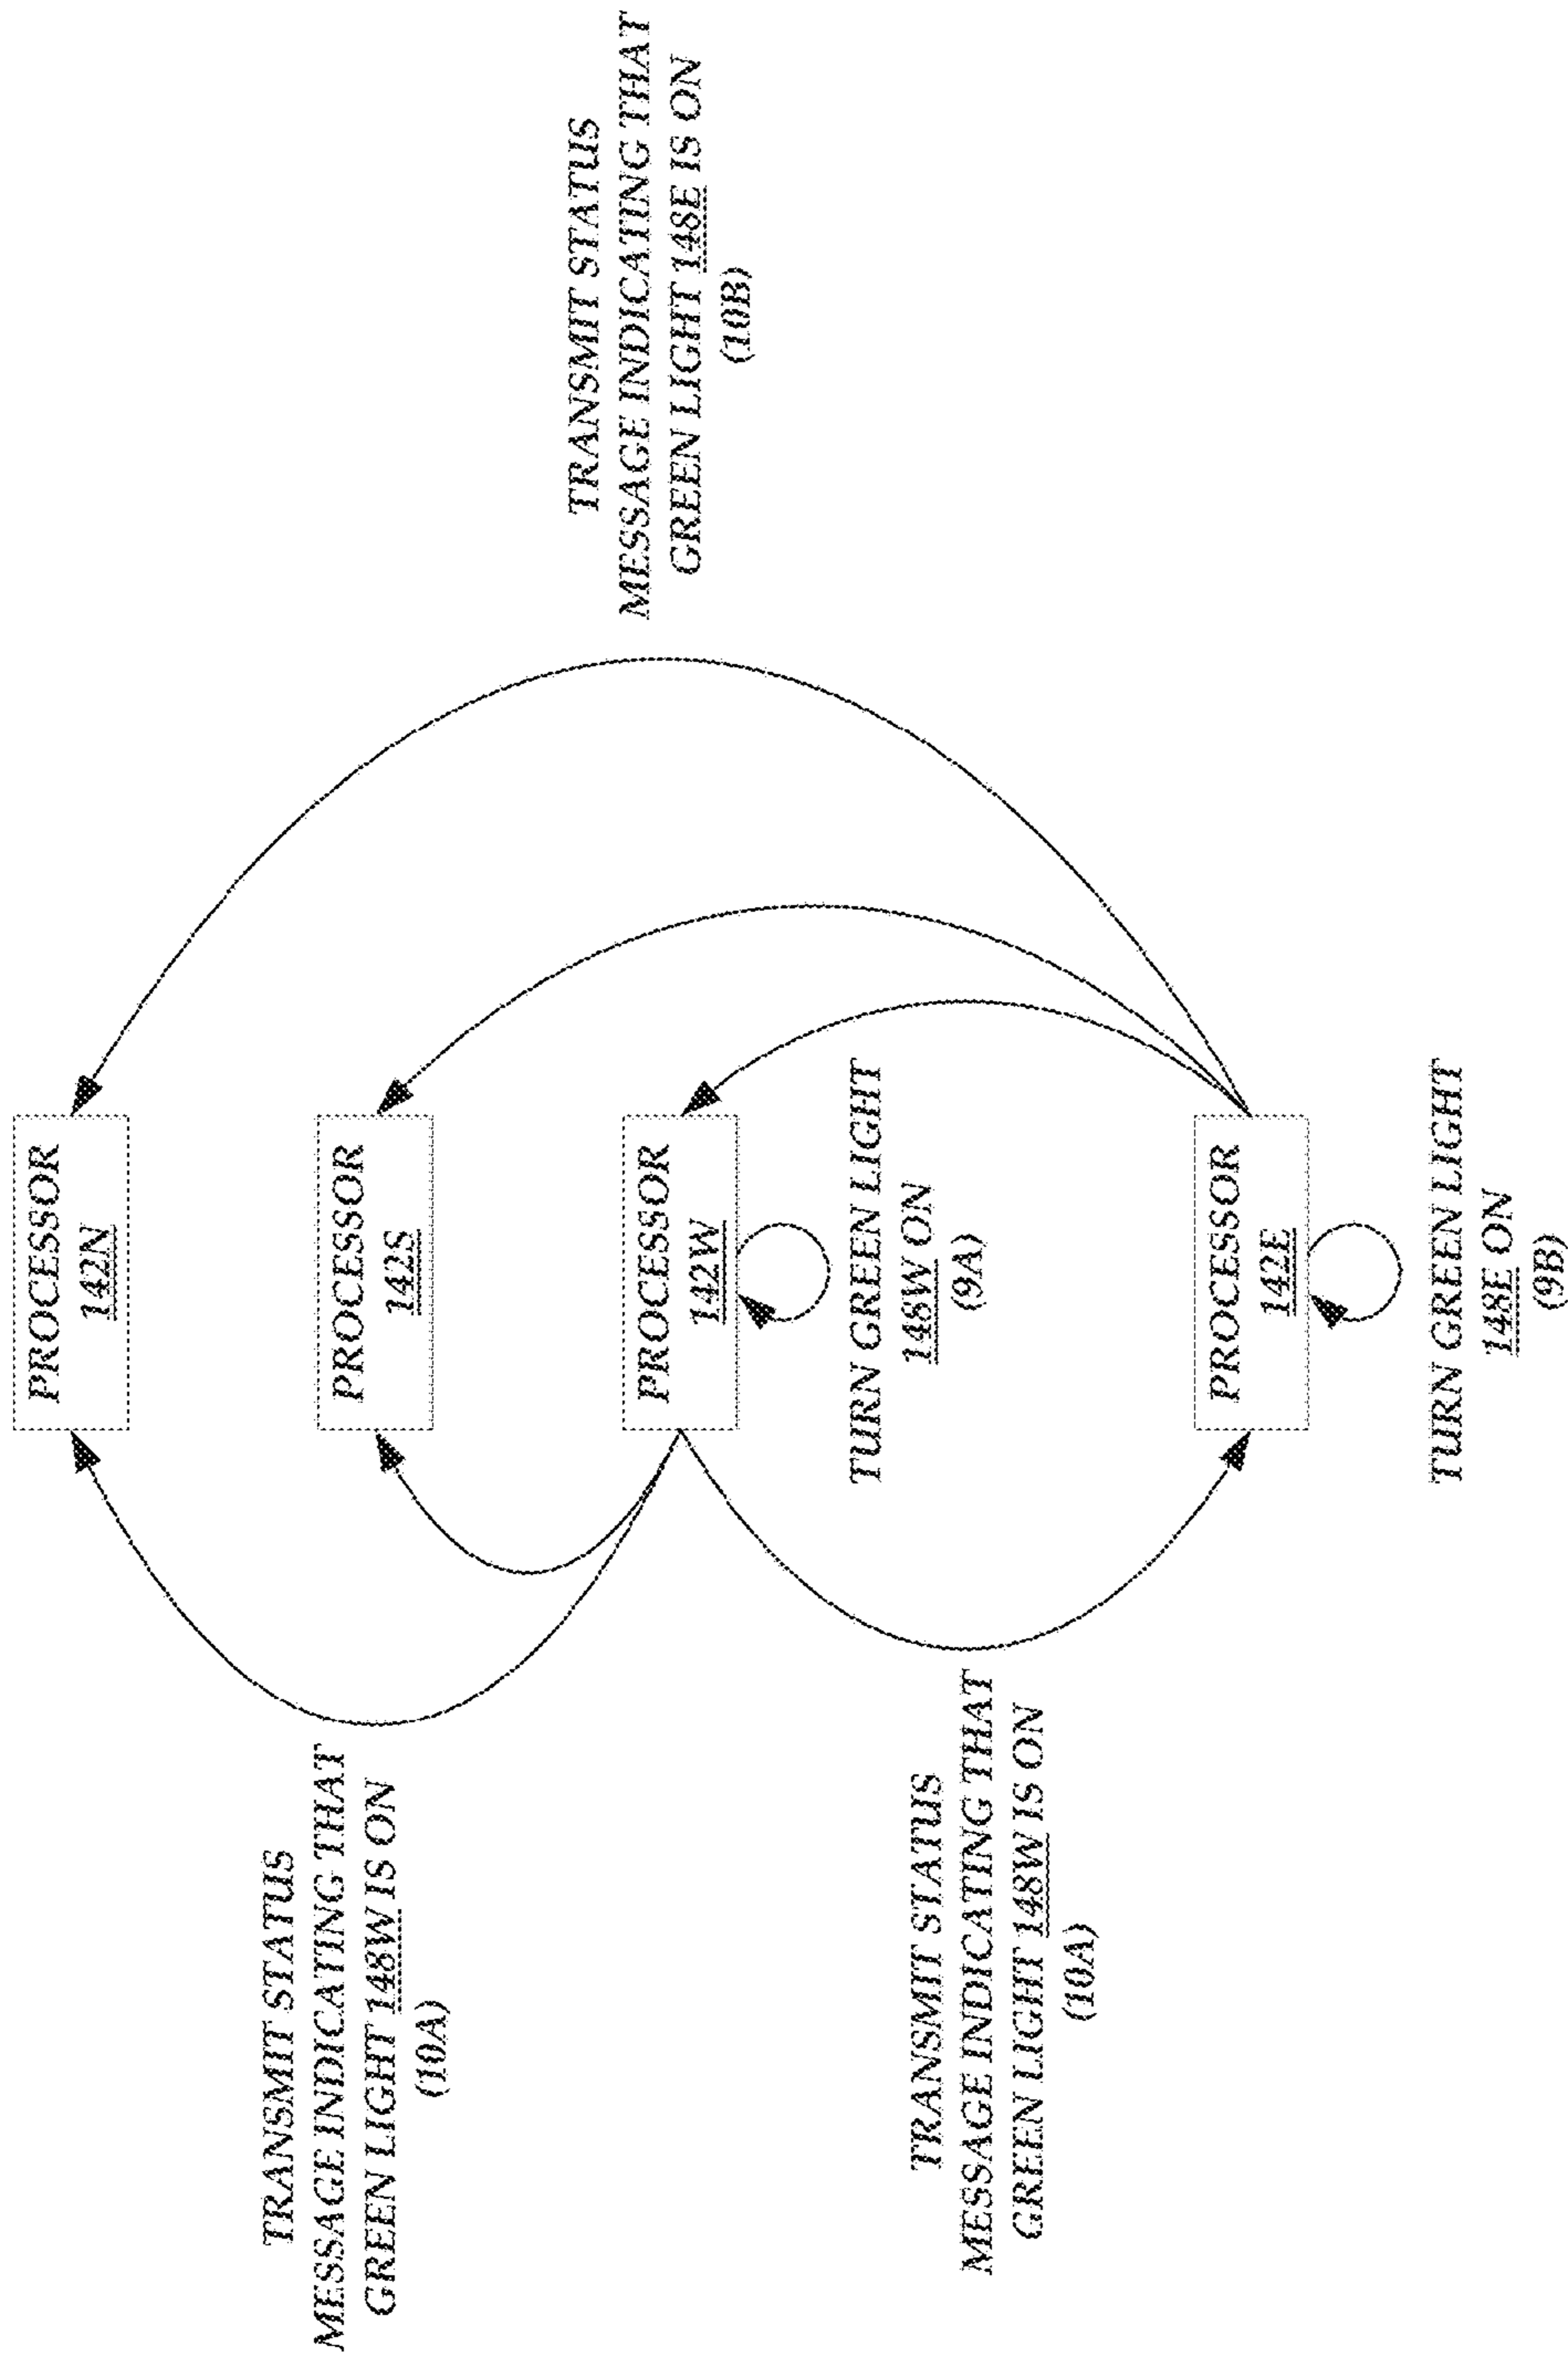 PROCESSOR
142N
PROCESSOR
142S
PROCESSOR
142W
PROCESSOR
142E
TRANSMIT STATUS
MESSAGE INDICATING THAT
GREEN LIGHT 148W IS ON
(10A)
TRANSMIT STATUS
MESSAGE INDICATING THAT
GREEN LIGHT 148W IS ON
(10A)
TURN GREEN LIGHT
148W ON
(9A)
TURN GREEN LIGHT
148E ON
(9B)
TRANSMIT STATUS
MESSAGE INDICATING THAT
GREEN LIGHT 148E IS ON
(10B)